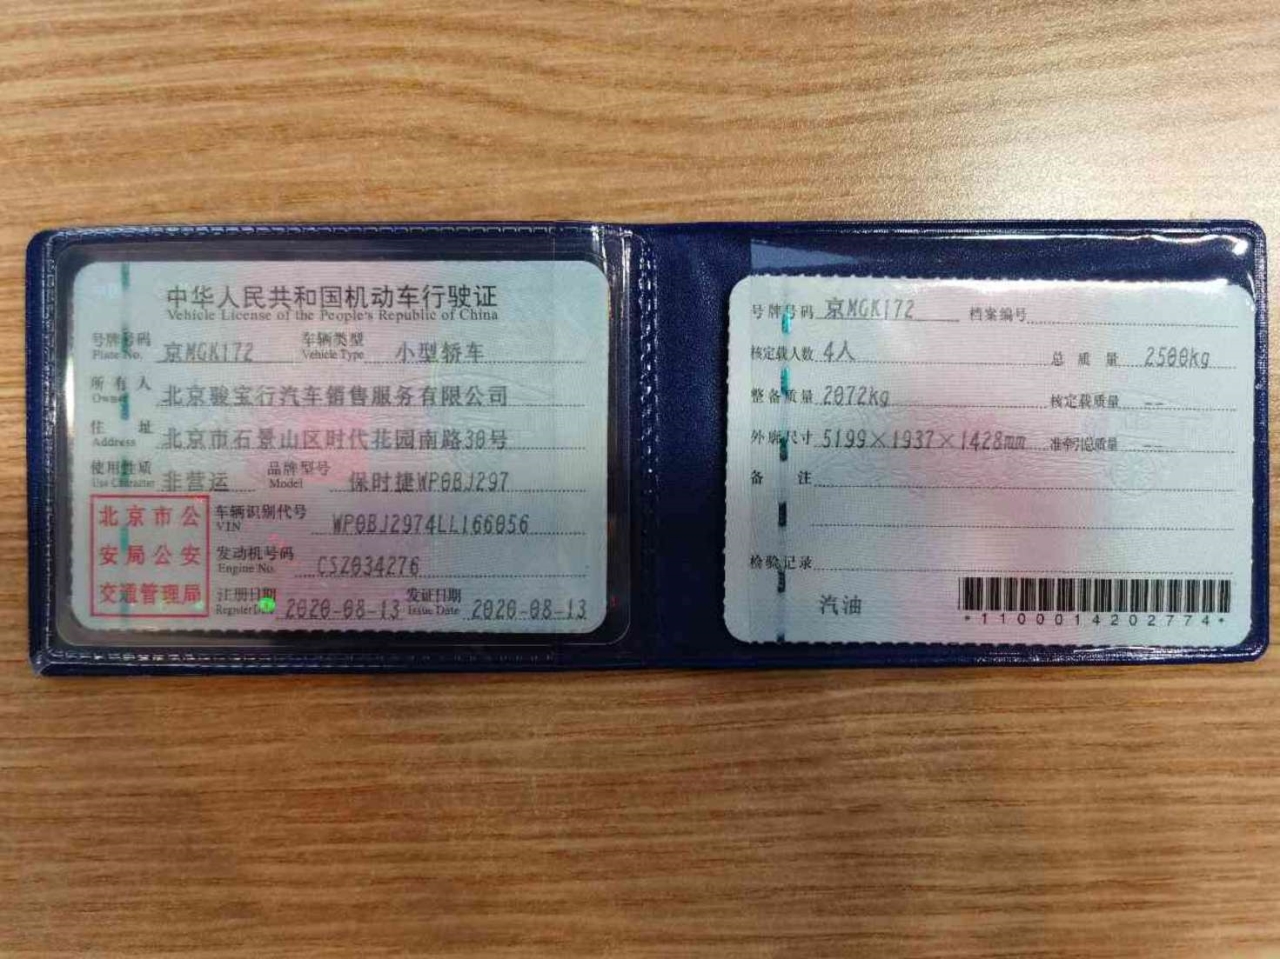 中华人民共和国机动车行驶证
Vehicle License of the People's Republic of China
号牌号码 Plate No. 京MGK172 车辆类型 Vehicle Type 小型轿车
所有人 Owner 北京骏宝行汽车销售服务有限公司
住址 Address 北京市石景山区时代花园南路30号
使用性质 Use Character 非营运 品牌型号 Model 保时捷WP0BJ297
北京市公
安局公安
交通管理局
车辆识别代号 VIN WP0BJ2974LL166056
发动机号码 Engine No. CSZ034276
注册日期 Register Date 2020-08-13 发证日期 Issue Date 2020-08-13
号牌号码 京MGK172 档案编号
核定载人数 4人 总质量 2500kg
整备质量 2072kg 核定载质量 --
外廓尺寸 5199×1937×1428mm 准牵引总质量 --
备注
检验记录
汽油
*1100014202774*